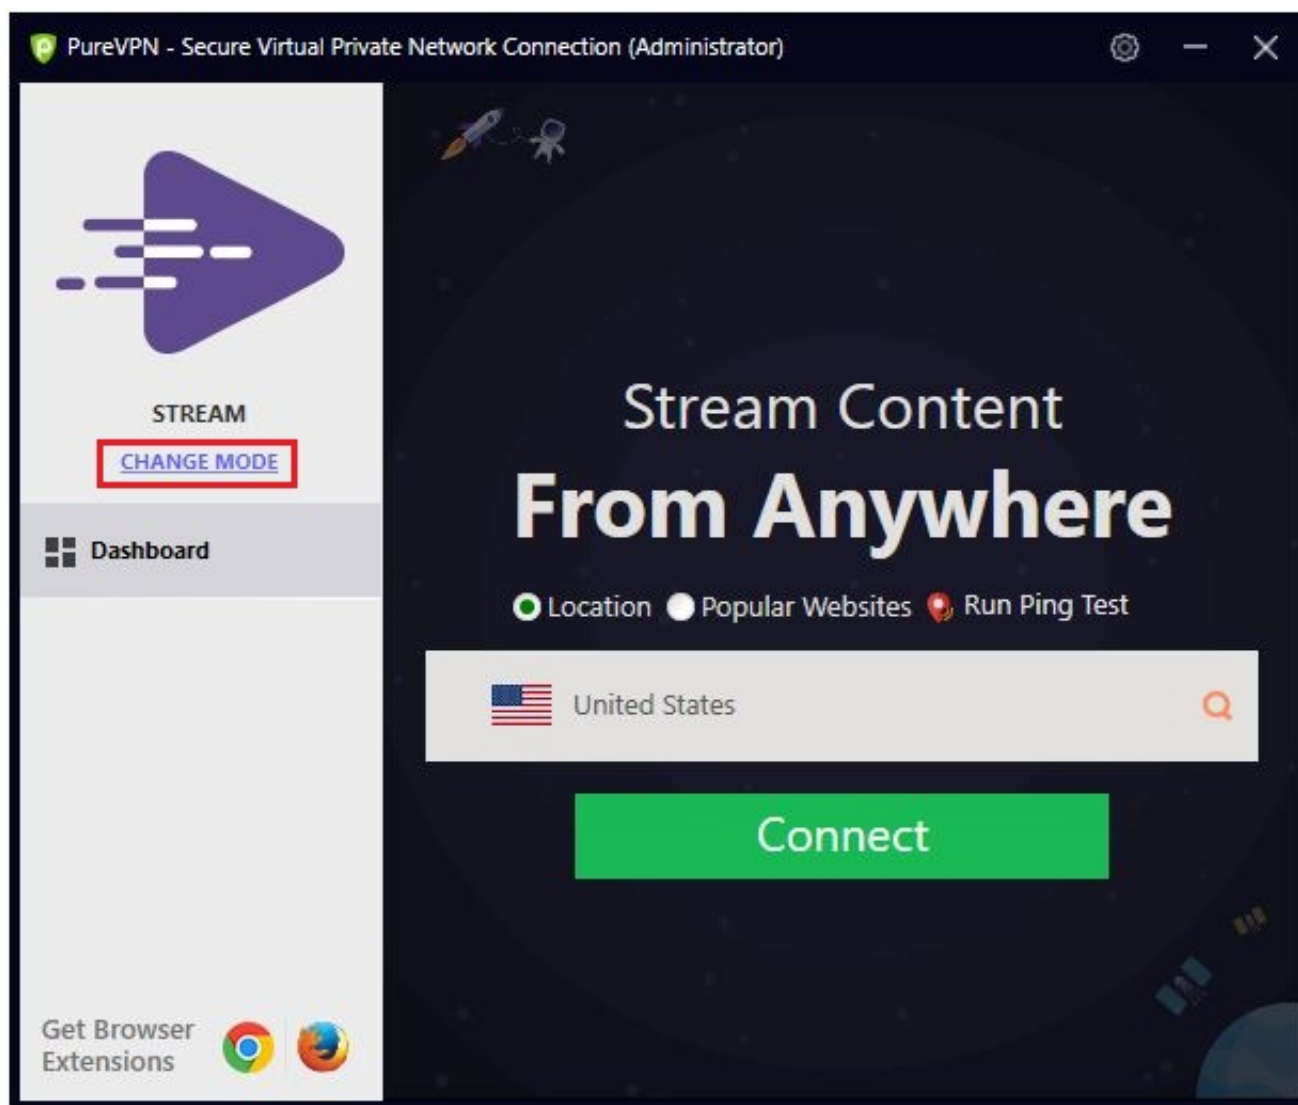 PureVPN - Secure Virtual Private Network Connection (Administrator)
STREAM
CHANGE MODE
Dashboard
Get Browser
Extensions
Stream Content
From Anywhere
Location Popular Websites Run Ping Test
United States
Connect